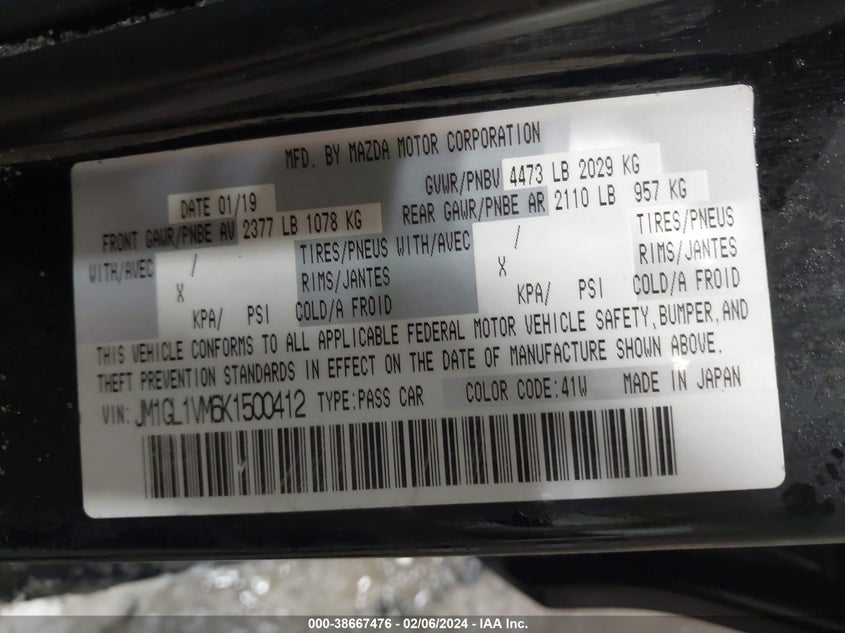 MFD. BY MAZDA MOTOR CORPORATION
DATE 01/19 GVWR/PNBV 4473 LB 2029 KG
FRONT GAWR/PNBE AV 2377 LB 1078 KG REAR GAWR/PNBE AR 2110 LB 957 KG
WITH/AVEC / TIRES/PNEUS WITH/AVEC / TIRES/PNEUS
X RIMS/JANTES X RIMS/JANTES
KPA/ PSI COLD/A FROID KPA/ PSI COLD/A FROID
THIS VEHICLE CONFORMS TO ALL APPLICABLE FEDERAL MOTOR VEHICLE SAFETY, BUMPER, AND
THEFT PREVENTION STANDARDS IN EFFECT ON THE DATE OF MANUFACTURE SHOWN ABOVE.
VIN: JM1GL1VM6K1500412 TYPE:PASS CAR COLOR CODE:41W MADE IN JAPAN
000-38667476 - 02/06/2024 - IAA Inc.